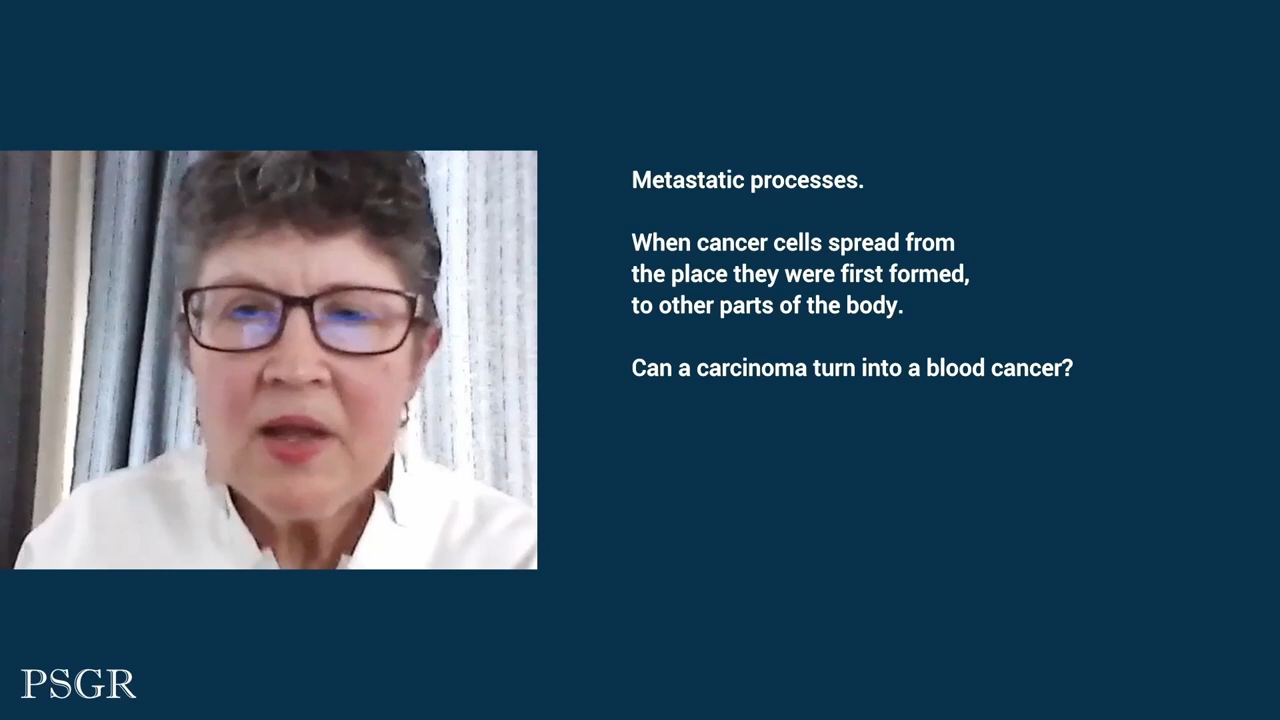 Metastatic processes.
When cancer cells spread from
the place they were first formed,
to other parts of the body.
Can a carcinoma turn into a blood cancer?
PSGR